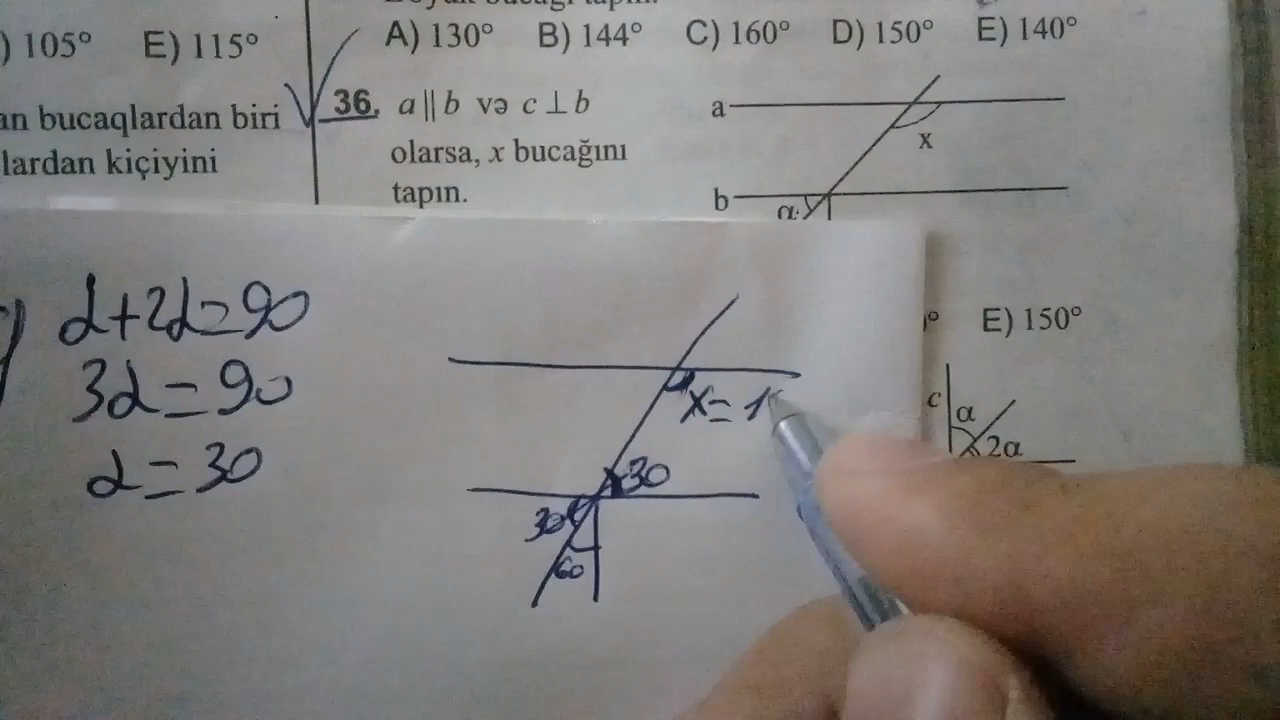 ) 105° E) 115°
A) 130° B) 144° C) 160° D) 150° E) 140°
an bucaqlardan biri
lardan kiçiyini
36. a || b və c ⊥ b
olarsa, x bucağını
tapın.
a
x
b
α
α+2α=90
3α=90
α=30
x=1
30
30
60
E) 150°
c
α
2α